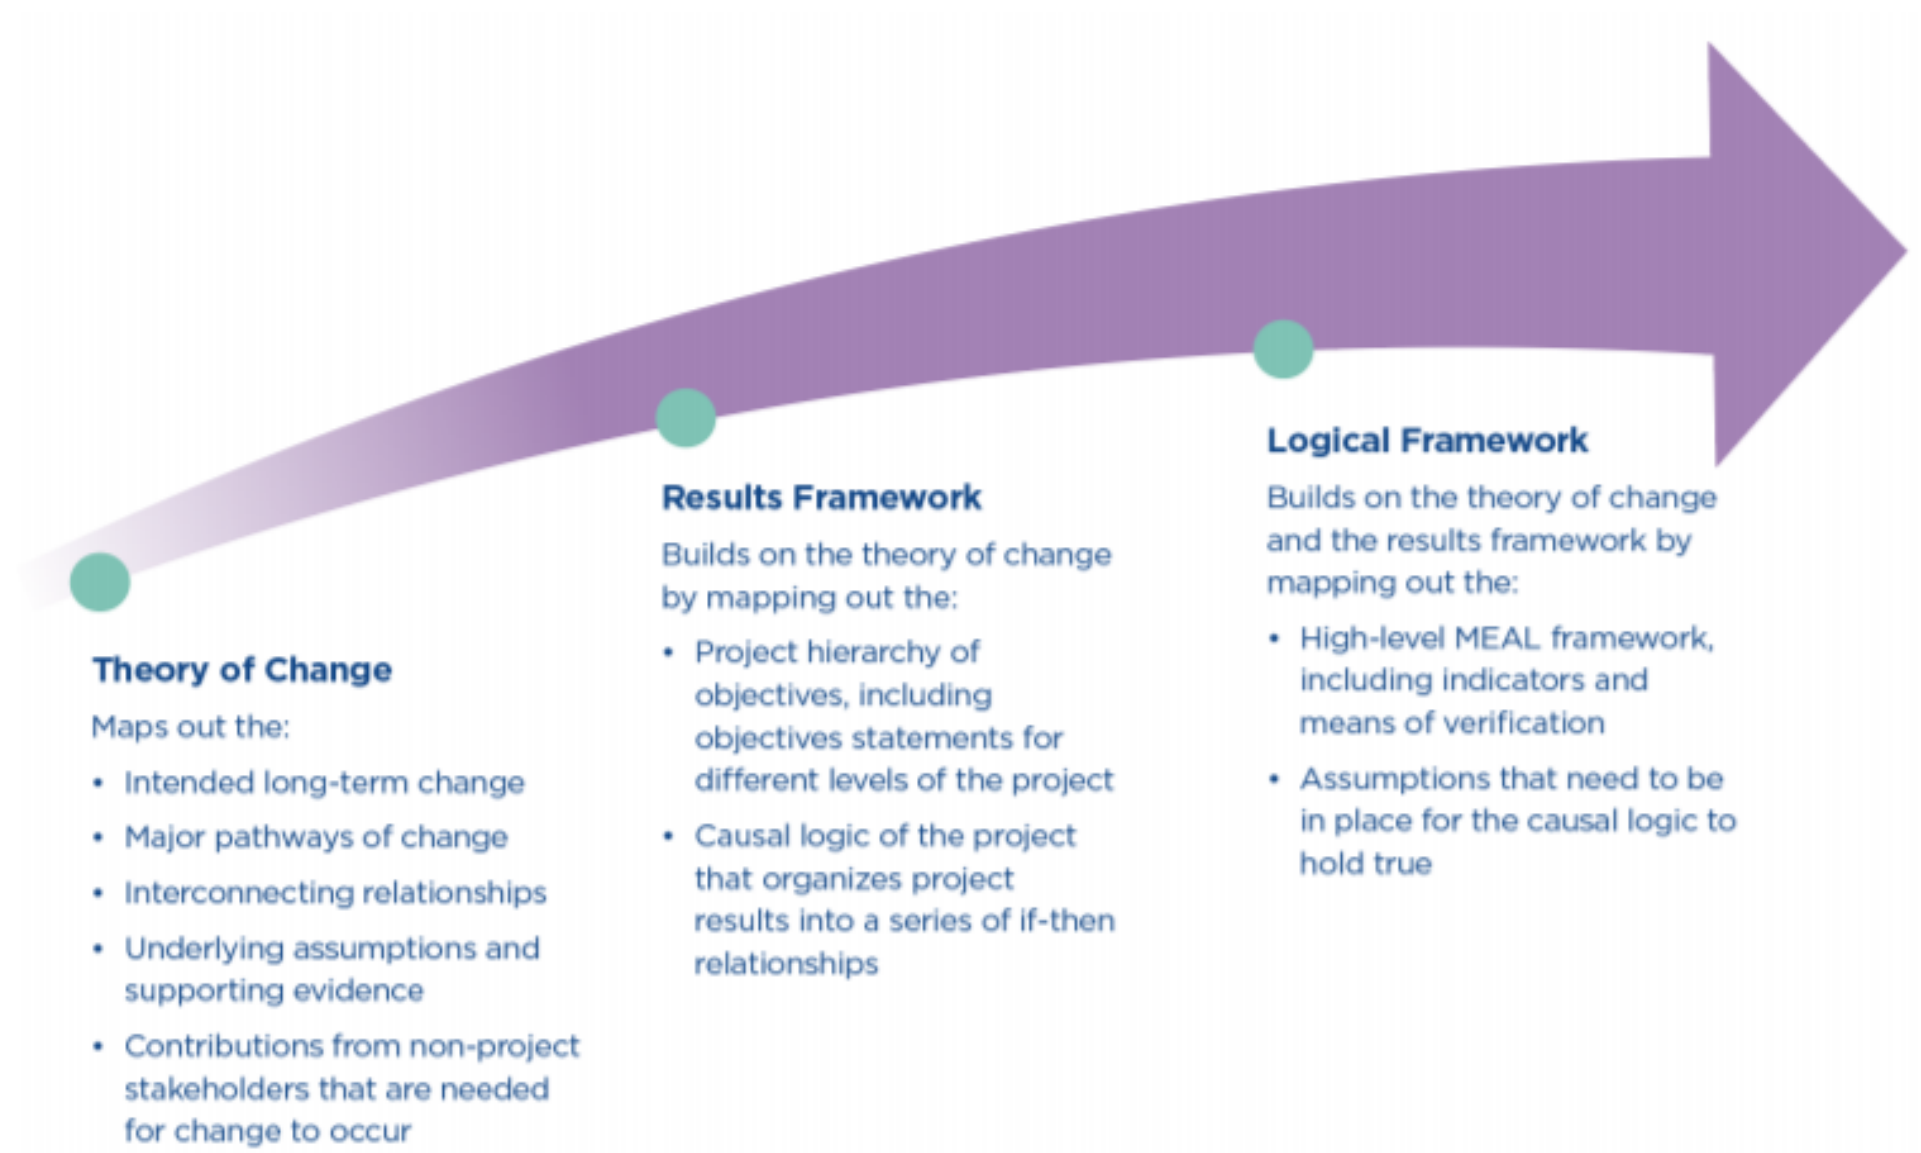 Theory of Change
Maps out the:
• Intended long-term change
• Major pathways of change
• Interconnecting relationships
• Underlying assumptions and
supporting evidence
• Contributions from non-project
stakeholders that are needed
for change to occur
Results Framework
Builds on the theory of change
by mapping out the:
• Project hierarchy of
objectives, including
objectives statements for
different levels of the project
• Causal logic of the project
that organizes project
results into a series of if-then
relationships
Logical Framework
Builds on the theory of change
and the results framework by
mapping out the:
• High-level MEAL framework,
including indicators and
means of verification
• Assumptions that need to be
in place for the causal logic to
hold true